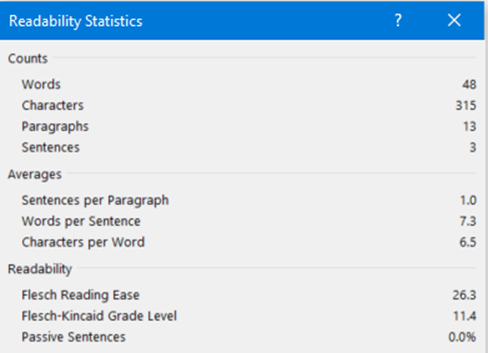 Readability Statistics ? ×
Counts
Words 48
Characters 315
Paragraphs 13
Sentences 3
Averages
Sentences per Paragraph 1.0
Words per Sentence 7.3
Characters per Word 6.5
Readability
Flesch Reading Ease 26.3
Flesch-Kincaid Grade Level 11.4
Passive Sentences 0.0%